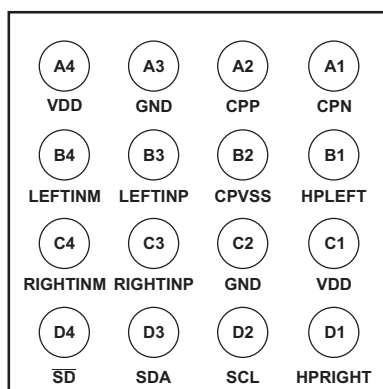 A4 A3 A2 A1
VDD GND CPP CPN
B4 B3 B2 B1
LEFTINM LEFTINP CPVSS HPLEFT
C4 C3 C2 C1
RIGHTINM RIGHTINP GND VDD
D4 D3 D2 D1
S̅D̅ SDA SCL HPRIGHT